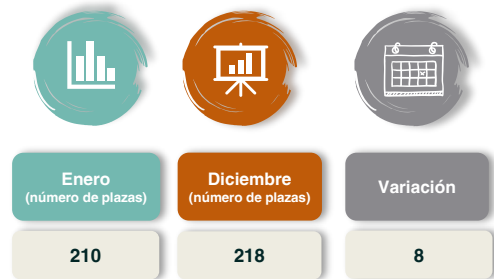 Enero
(número de plazas)
Diciembre
(número de plazas)
Variación
210
218
8